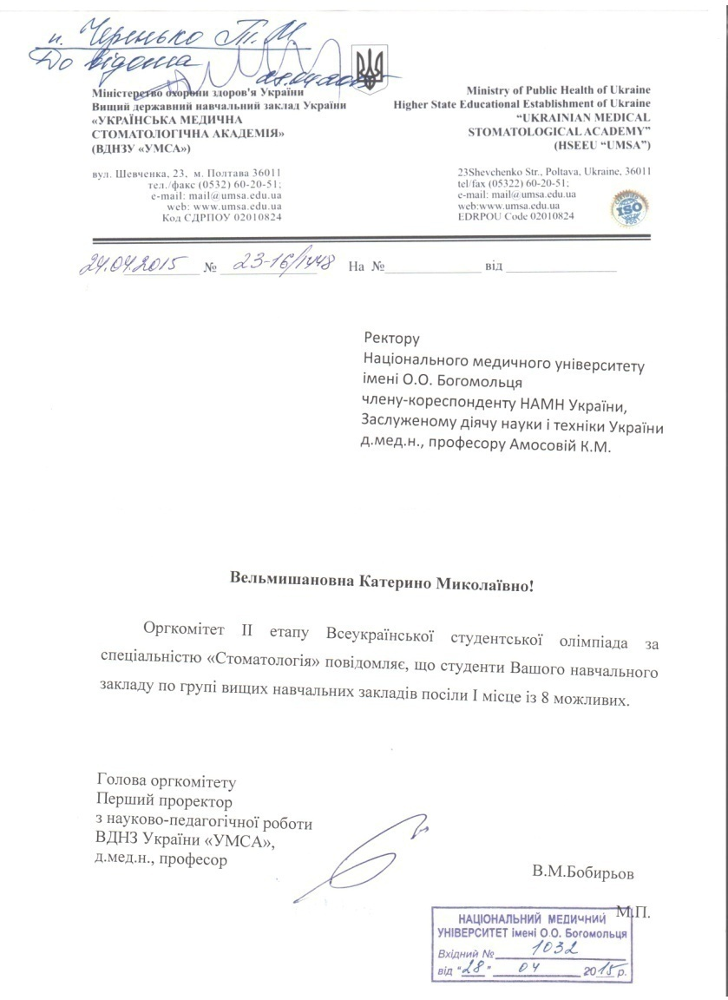 п. Черенько Т.М.
До відома
Міністерство охорони здоров'я України
Вищий державний навчальний заклад України
«УКРАЇНСЬКА МЕДИЧНА
СТОМАТОЛОГІЧНА АКАДЕМІЯ»
(ВДНЗУ «УМСА»)
вул. Шевченка, 23, м. Полтава 36011
тел./факс (0532) 60-20-51;
e-mail: mail@umsa.edu.ua
web: www.umsa.edu.ua
Код ЄДРПОУ 02010824
Ministry of Public Health of Ukraine
Higher State Educational Establishment of Ukraine
“UKRAINIAN MEDICAL
STOMATOLOGICAL ACADEMY”
(HSEEU “UMSA”)
23Shevchenko Str., Poltava, Ukraine, 36011
tel/fax (05322) 60-20-51;
e-mail: mail@umsa.edu.ua
web:www.umsa.edu.ua
EDRPOU Code 02010824
ISO
9001
24.04.2015 № 23-16/1448 На №______________ від ________________
Ректору
Національного медичного університету
імені О.О. Богомольця
члену-кореспонденту НАМН України,
Заслуженому діячу науки і техніки України
д.мед.н., професору Амосовій К.М.
Вельмишановна Катерино Миколаївно!
Оргкомітет ІІ етапу Всеукраїнської студентської олімпіада за
спеціальністю «Стоматологія» повідомляє, що студенти Вашого навчального
закладу по групі вищих навчальних закладів посіли І місце із 8 можливих.
Голова оргкомітету
Перший проректор
з науково-педагогічної роботи
ВДНЗ України «УМСА»,
д.мед.н., професор
В.М.Бобирьов
М.П.
НАЦІОНАЛЬНИЙ МЕДИЧНИЙ
УНІВЕРСИТЕТ імені О.О. Богомольця
Вхідний № 1032
від “28” 04 2015 р.